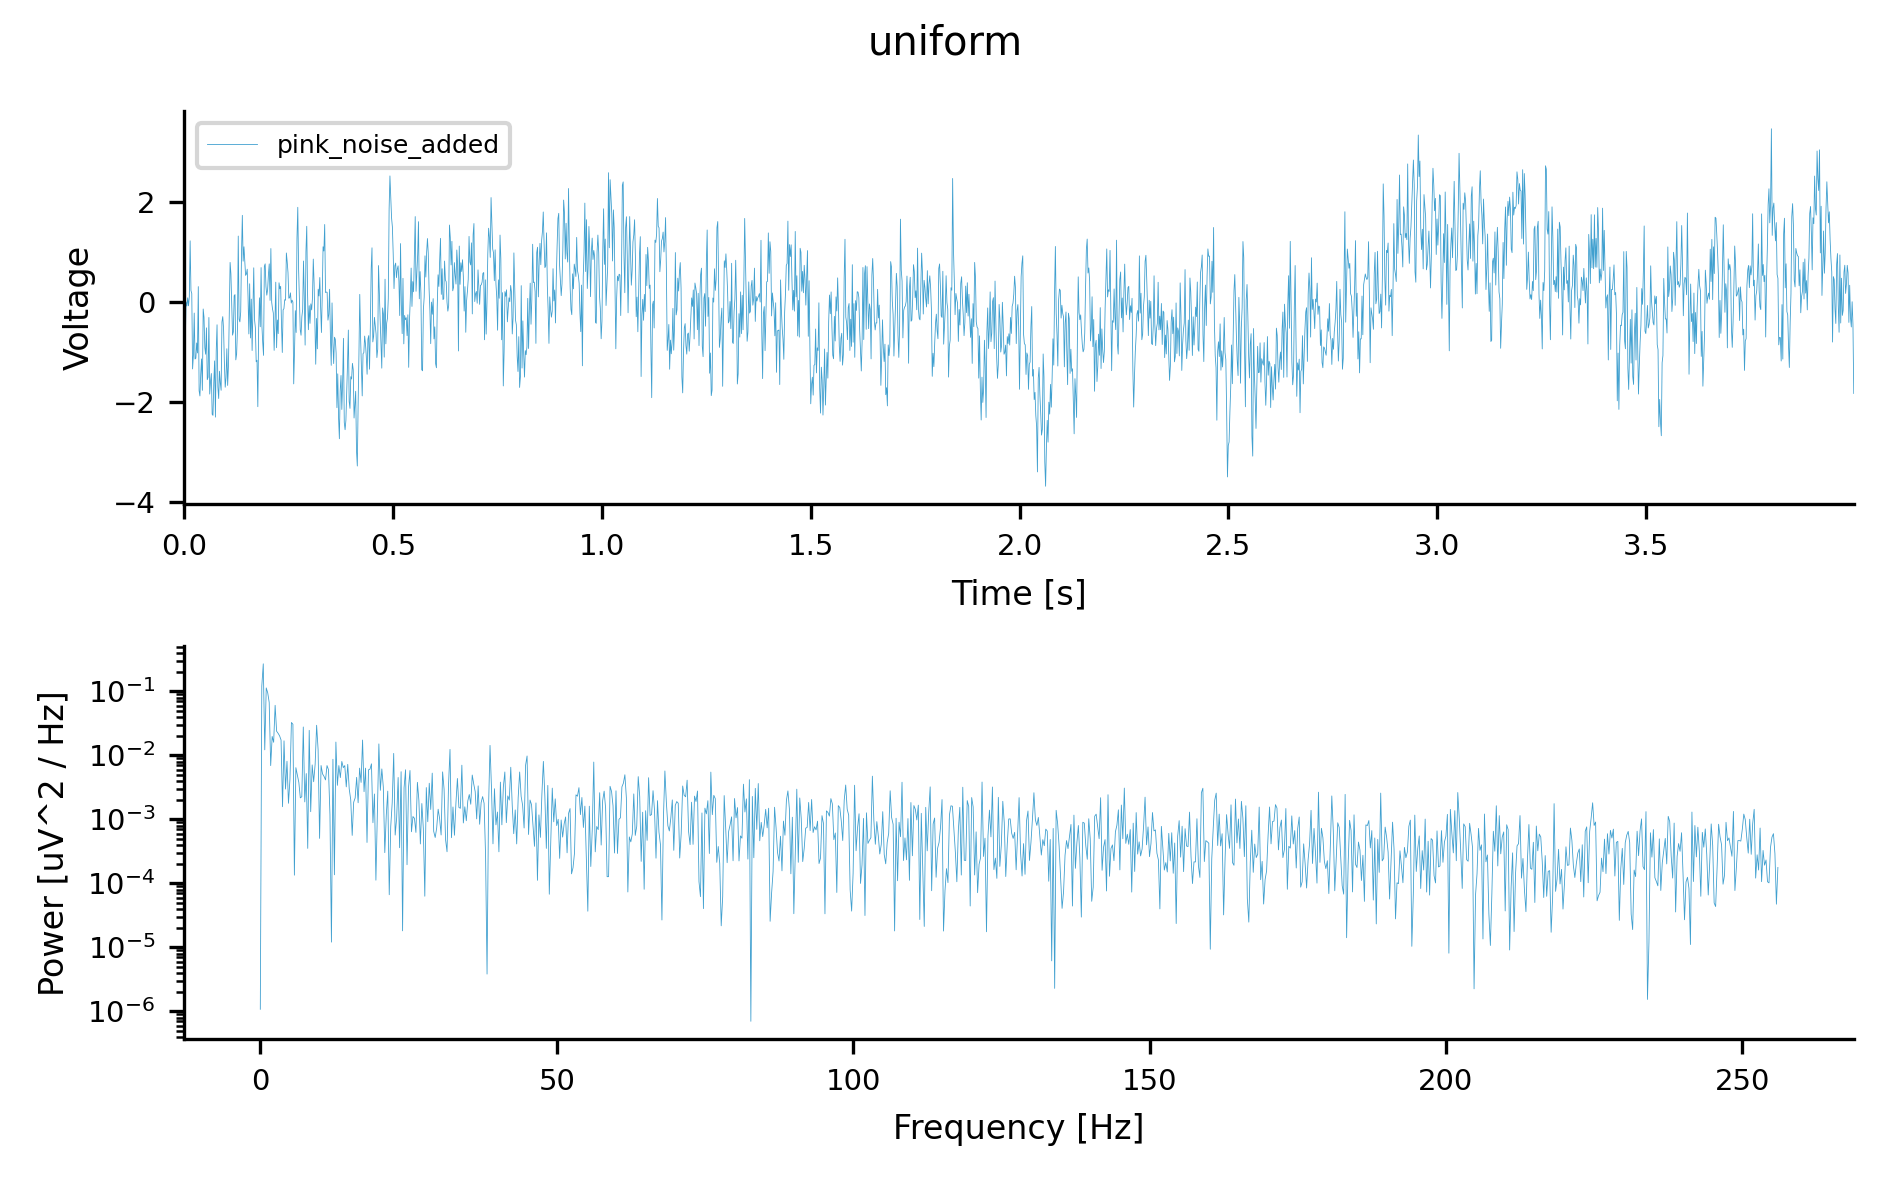 uniform
pink_noise_added
Voltage
2
0
−2
−4
0.0 0.5 1.0 1.5 2.0 2.5 3.0 3.5
Time [s]
Power [uV^2 / Hz]
10⁻¹
10⁻²
10⁻³
10⁻⁴
10⁻⁵
10⁻⁶
0 50 100 150 200 250
Frequency [Hz]